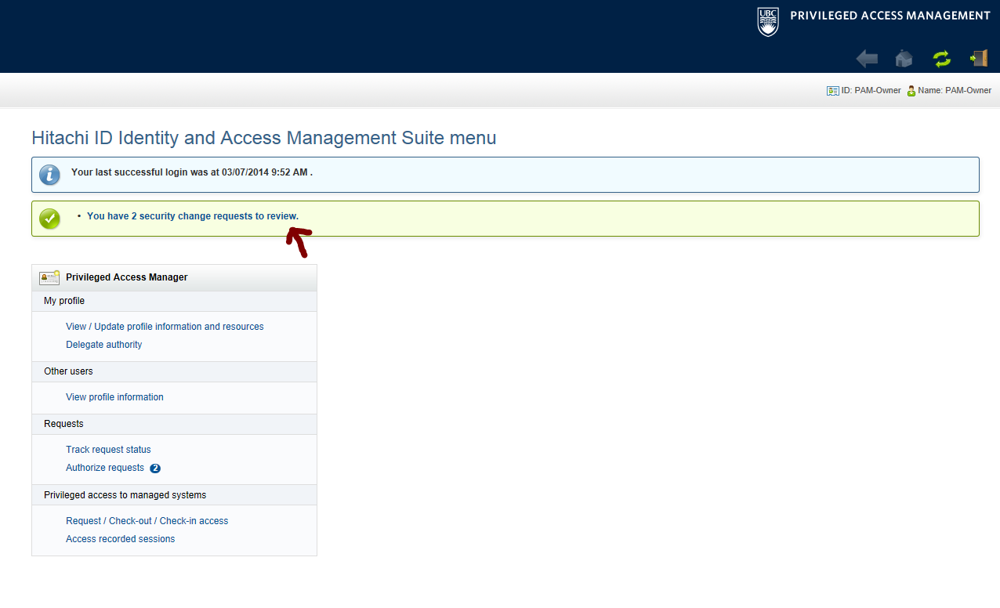 UBC
PRIVILEGED ACCESS MANAGEMENT
ID: PAM-Owner Name: PAM-Owner
Hitachi ID Identity and Access Management Suite menu
Your last successful login was at 03/07/2014 9:52 AM .
• You have 2 security change requests to review.
Privileged Access Manager
My profile
View / Update profile information and resources
Delegate authority
Other users
View profile information
Requests
Track request status
Authorize requests 2
Privileged access to managed systems
Request / Check-out / Check-in access
Access recorded sessions